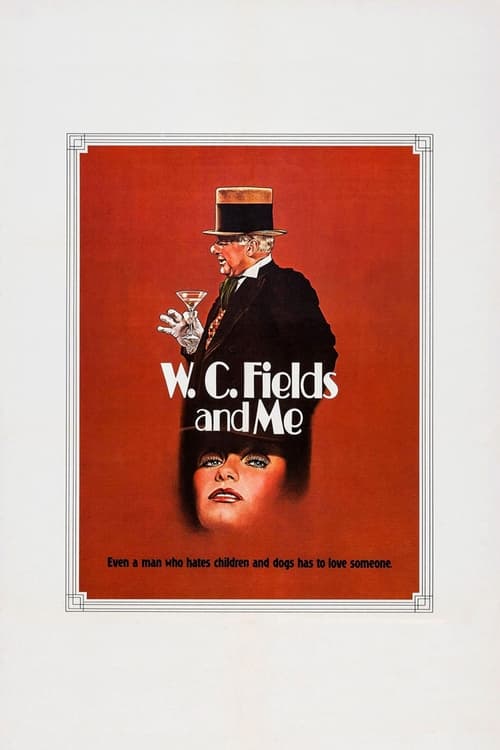 W. C. Fields
and Me
Even a man who hates children and dogs has to love someone.